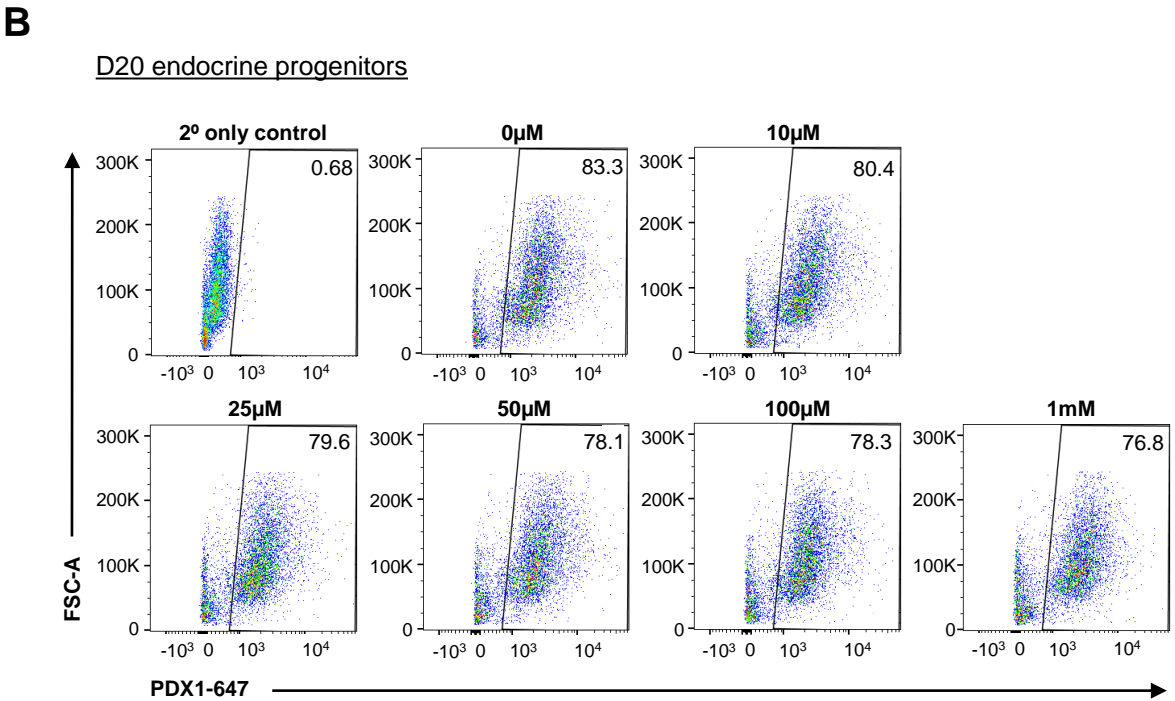 B
D20 endocrine progenitors
2º only control 0µM 10µM
300K 0.68 300K 83.3 300K 80.4
200K 200K 200K
100K 100K 100K
0 0 0
-10³ 0 10³ 10⁴ -10³ 0 10³ 10⁴ -10³ 0 10³ 10⁴
25µM 50µM 100µM 1mM
300K 79.6 300K 78.1 300K 78.3 300K 76.8
200K 200K 200K 200K
100K 100K 100K 100K
0 0 0 0
-10³ 0 10³ 10⁴ -10³ 0 10³ 10⁴ -10³ 0 10³ 10⁴ -10³ 0 10³ 10⁴
FSC-A
PDX1-647